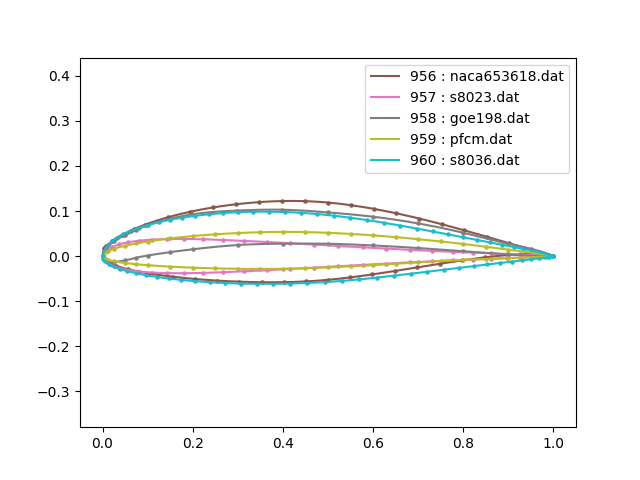 0.4
0.3
0.2
0.1
0.0
−0.1
−0.2
−0.3
0.0 0.2 0.4 0.6 0.8 1.0
956 : naca653618.dat
957 : s8023.dat
958 : goe198.dat
959 : pfcm.dat
960 : s8036.dat